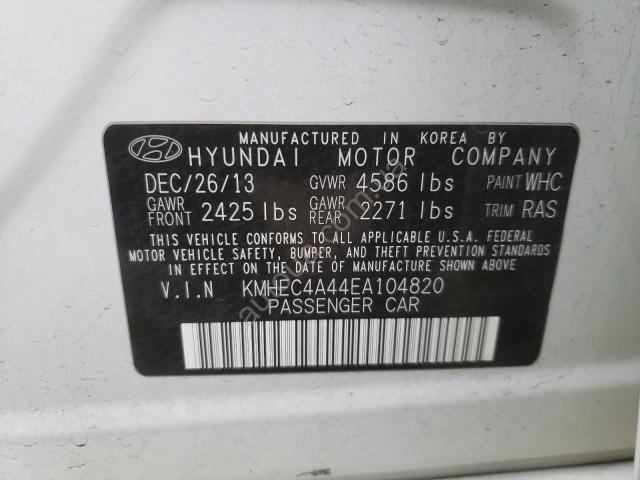 MANUFACTURED IN KOREA BY
HYUNDAI MOTOR COMPANY
DEC/26/13 GVWR 4586 lbs PAINT WHC
GAWR FRONT 2425 lbs GAWR REAR 2271 lbs TRIM RAS
THIS VEHICLE CONFORMS TO ALL APPLICABLE U.S.A. FEDERAL
MOTOR VEHICLE SAFETY, BUMPER, AND THEFT PREVENTION STANDARDS
IN EFFECT ON THE DATE OF MANUFACTURE SHOWN ABOVE.
V.I.N KMHEC4A44EA104820
PASSENGER CAR